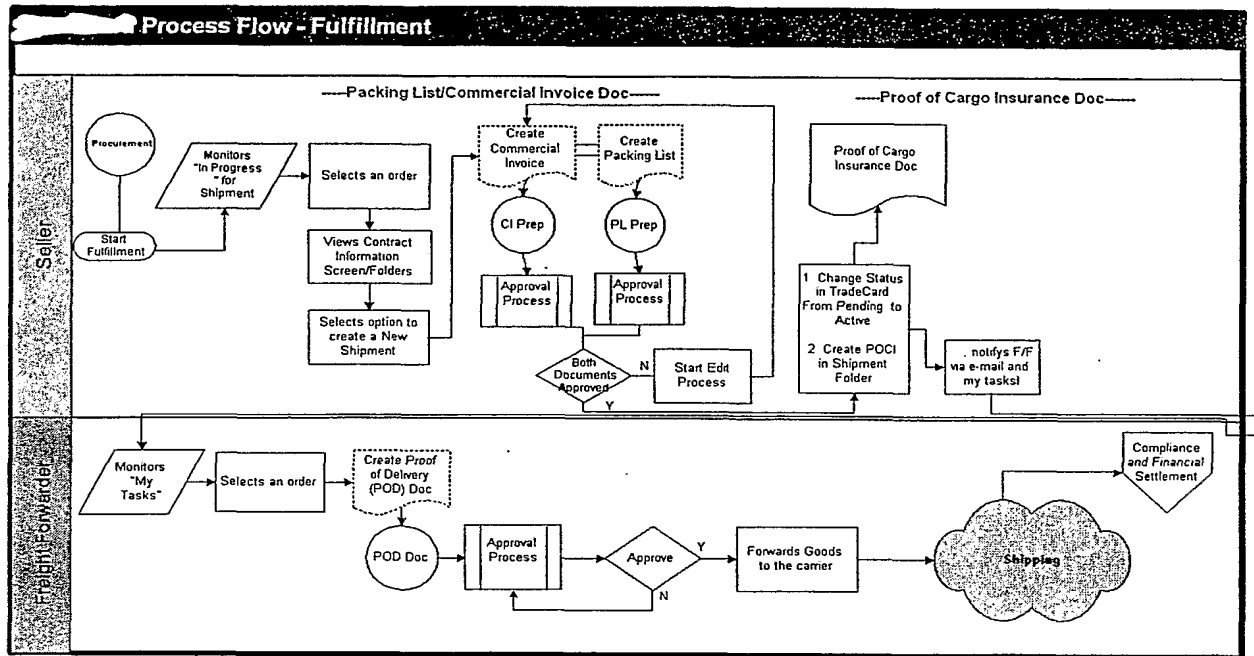 Process Flow - Fulfillment
Packing List/Commercial Invoice Doc
Proof of Cargo Insurance Doc
Seller
Procurement
Start
Fulfillment
Monitors
"In Progress
" for
Shipment
Selects an order
Views Contract
Information
Screen/Folders
Selects option to
create a New
Shipment
Create
Commercial
Invoice
Create
Packing List
CI Prep
PL Prep
Approval
Process
Approval
Process
Both
Documents
Approved
N
Y
Start Edit
Process
Proof of Cargo
Insurance Doc
1 Change Status
in TradeCard
From Pending to
Active
2 Create POCI
in Shipment
Folder
, notifys F/F
via e-mail and
my tasks!
Freight Forwarder
Monitors
"My
Tasks"
Selects an order
Create Proof
of Delivery
(POD) Doc
POD Doc
Approval
Process
Approve
Y
N
Forwards Goods
to the carrier
Shipping
Compliance
and Financial
Settlement